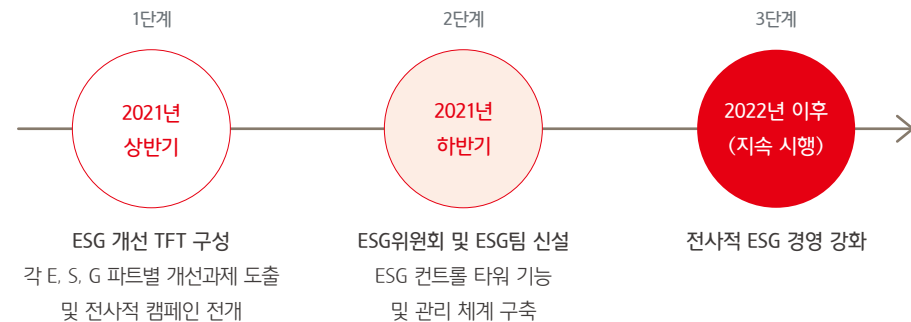 1단계
2021년
상반기
ESG 개선 TFT 구성
각 E, S, G 파트별 개선과제 도출
및 전사적 캠페인 전개
2단계
2021년
하반기
ESG위원회 및 ESG팀 신설
ESG 컨트롤 타워 기능
및 관리 체계 구축
3단계
2022년 이후
(지속 시행)
전사적 ESG 경영 강화